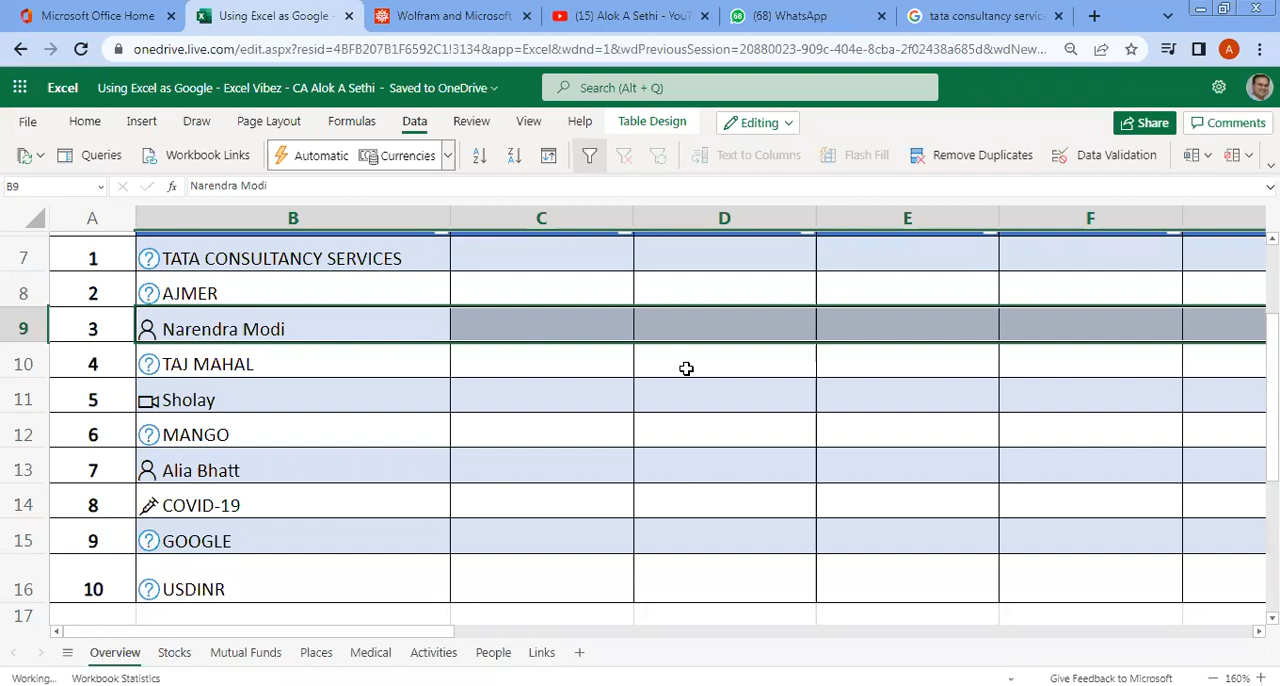 Microsoft Office Home
Using Excel as Google -
Wolfram and Microsoft
(15) Alok A Sethi - YouT
(68) WhatsApp
tata consultancy servic
onedrive.live.com/edit.aspx?resid=4BFB207B1F6592C1!3134&app=Excel&wdnd=1&wdPreviousSession=20880023-909c-404e-8cba-2f02438a685d&wdNew...
A
Excel
Using Excel as Google - Excel Vibez - CA Alok A Sethi - Saved to OneDrive
Search (Alt + Q)
File
Home
Insert
Draw
Page Layout
Formulas
Data
Review
View
Help
Table Design
Editing
Share
Comments
Queries
Workbook Links
Automatic
Currencies
Text to Columns
Flash Fill
Remove Duplicates
Data Validation
B9
fx
Narendra Modi
A B C D E F
7 1 TATA CONSULTANCY SERVICES
8 2 AJMER
9 3 Narendra Modi
10 4 TAJ MAHAL
11 5 Sholay
12 6 MANGO
13 7 Alia Bhatt
14 8 COVID-19
15 9 GOOGLE
16 10 USDINR
17
Overview
Stocks
Mutual Funds
Places
Medical
Activities
People
Links
Working...
Workbook Statistics
Give Feedback to Microsoft
160%